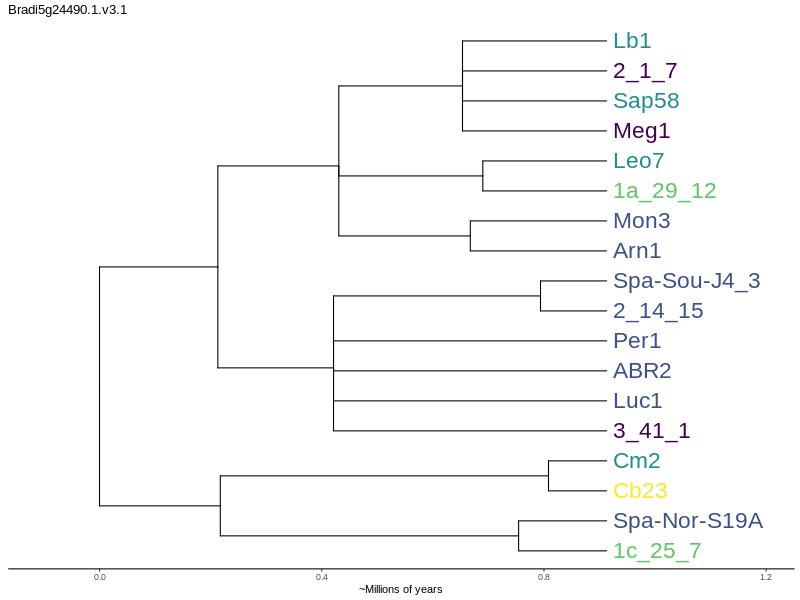 Bradi5g24490.1.v3.1
Lb1
2_1_7
Sap58
Meg1
Leo7
1a_29_12
Mon3
Arn1
Spa-Sou-J4_3
2_14_15
Per1
ABR2
Luc1
3_41_1
Cm2
Cb23
Spa-Nor-S19A
1c_25_7
0.0 0.4 0.8 1.2
~Millions of years